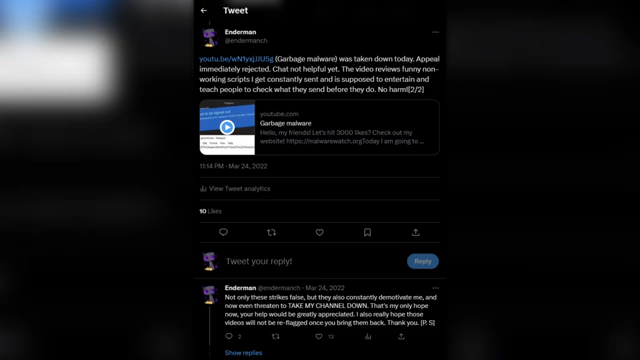 Tweet
Enderman
@endermanch
youtu.be/wN1yxjJJU5g (Garbage malware) was taken down today. Appeal
immediately rejected. Chat not helpful yet. The video reviews funny non-
working scripts I get constantly sent and is supposed to entertain and
teach people to check what they send before they do. No harm![2/2]
youtube.com
Garbage malware
Hello, my friends! Let's hit 3000 likes? Check out my
website! https://malwarewatch.orgToday I am going to ...
11:14 PM · Mar 24, 2022
View Tweet analytics
10 Likes
Tweet your reply!
Reply
Enderman @endermanch · Mar 24, 2022
Not only these strikes false, but they also constantly demotivate me, and
now even threaten to TAKE MY CHANNEL DOWN. That's my only hope
now, your help would be greatly appreciated. I also really hope those
videos will not be re-flagged once you bring them back. Thank you. [P. S]
2
13
Show replies